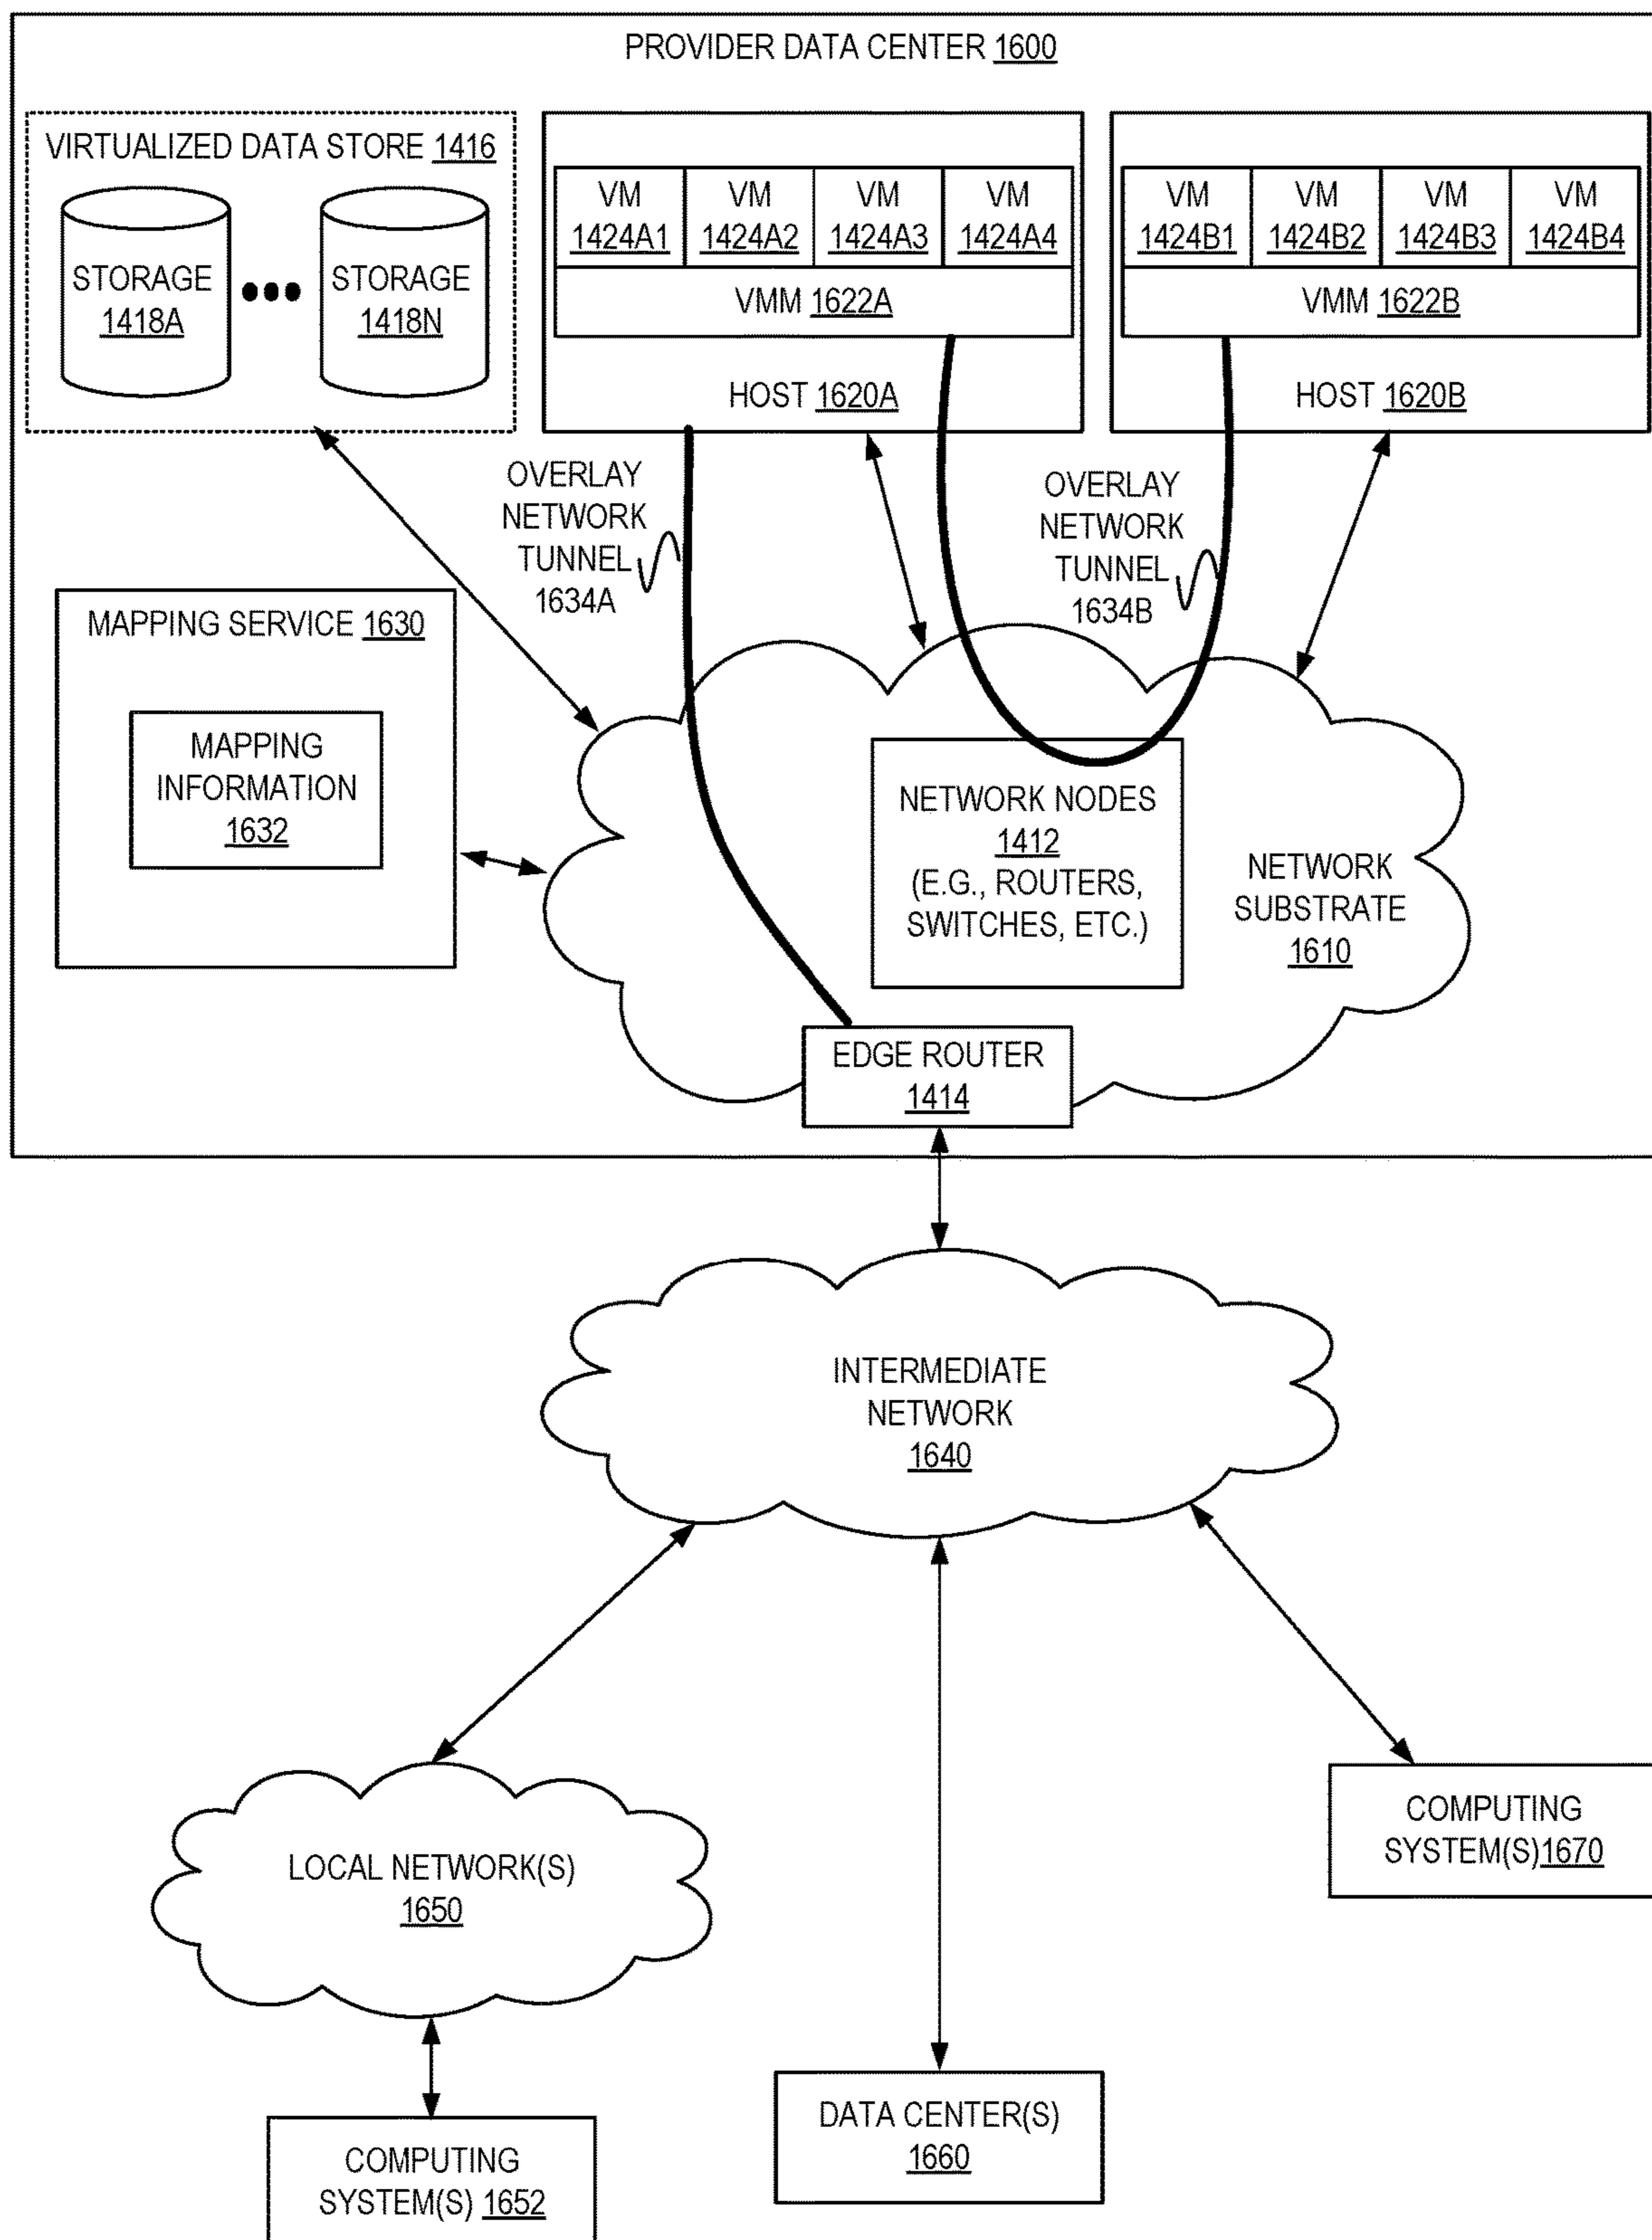 PROVIDER DATA CENTER 1600
VIRTUALIZED DATA STORE 1416
STORAGE
1418A
STORAGE
1418N
VM
1424A1
VM
1424A2
VM
1424A3
VM
1424A4
VMM 1622A
HOST 1620A
VM
1424B1
VM
1424B2
VM
1424B3
VM
1424B4
VMM 1622B
HOST 1620B
OVERLAY
NETWORK
TUNNEL
1634A
OVERLAY
NETWORK
TUNNEL
1634B
MAPPING SERVICE 1630
MAPPING
INFORMATION
1632
NETWORK NODES
1412
(E.G., ROUTERS,
SWITCHES, ETC.)
NETWORK
SUBSTRATE
1610
EDGE ROUTER
1414
INTERMEDIATE
NETWORK
1640
LOCAL NETWORK(S)
1650
COMPUTING
SYSTEM(S)1670
DATA CENTER(S)
1660
COMPUTING
SYSTEM(S) 1652